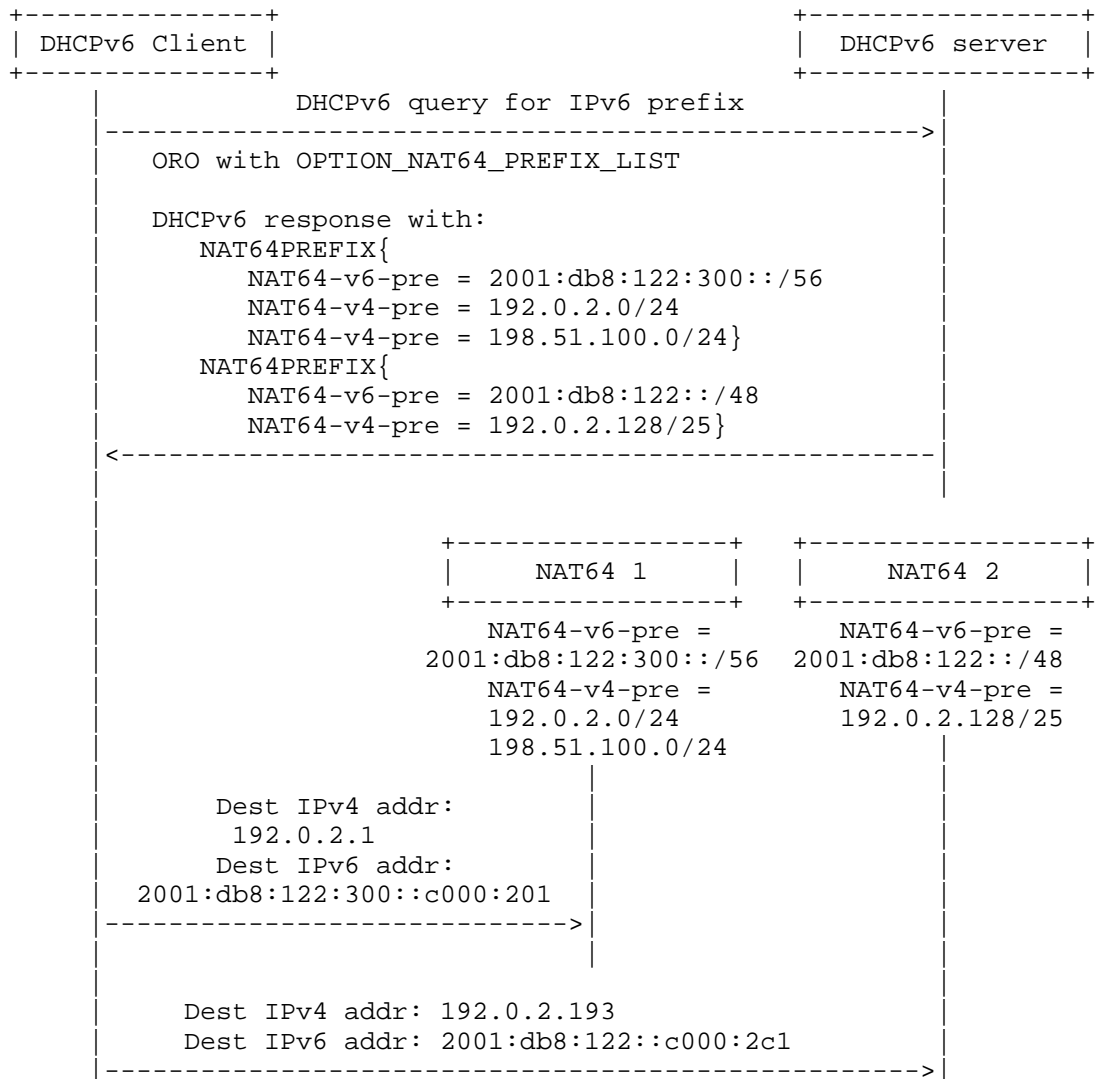 DHCPv6 Client DHCPv6 server
DHCPv6 query for IPv6 prefix
ORO with OPTION_NAT64_PREFIX_LIST
DHCPv6 response with:
NAT64PREFIX{
NAT64-v6-pre = 2001:db8:122:300::/56
NAT64-v4-pre = 192.0.2.0/24
NAT64-v4-pre = 198.51.100.0/24}
NAT64PREFIX{
NAT64-v6-pre = 2001:db8:122::/48
NAT64-v4-pre = 192.0.2.128/25}
NAT64 1 NAT64 2
NAT64-v6-pre = NAT64-v6-pre =
2001:db8:122:300::/56 2001:db8:122::/48
NAT64-v4-pre = NAT64-v4-pre =
192.0.2.0/24 192.0.2.128/25
198.51.100.0/24
Dest IPv4 addr:
192.0.2.1
Dest IPv6 addr:
2001:db8:122:300::c000:201
Dest IPv4 addr: 192.0.2.193
Dest IPv6 addr: 2001:db8:122::c000:2c1